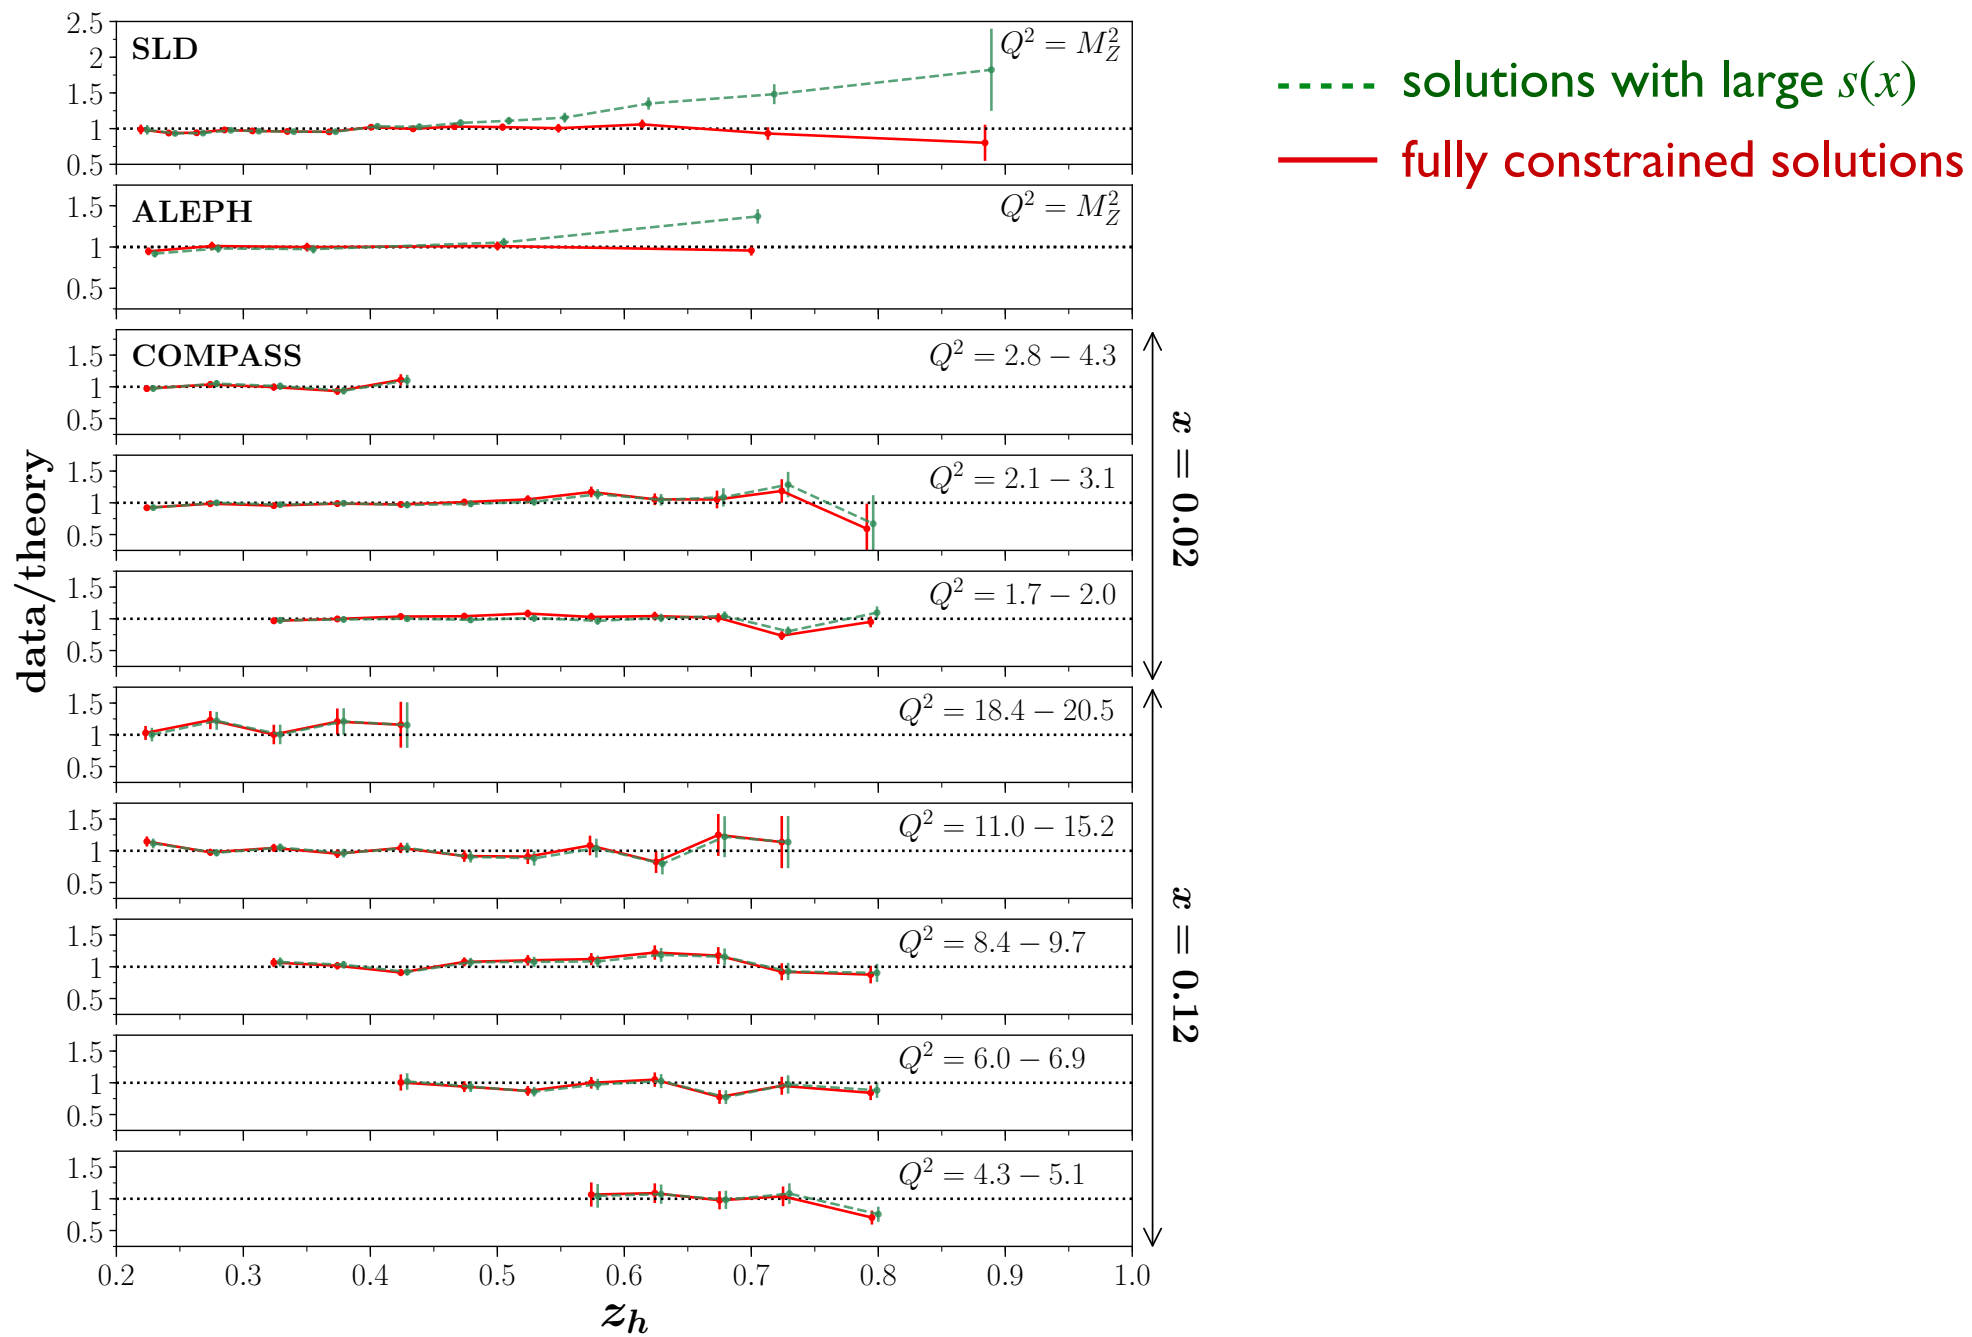 2.5
SLD
Q² = M_Z²
2
1.5
1
0.5
solutions with large s(x)
fully constrained solutions
ALEPH
Q² = M_Z²
1.5
1
0.5
COMPASS
Q² = 2.8 − 4.3
1.5
1
0.5
Q² = 2.1 − 3.1
1.5
1
0.5
Q² = 1.7 − 2.0
1.5
1
0.5
x = 0.02
data/theory
Q² = 18.4 − 20.5
1.5
1
0.5
Q² = 11.0 − 15.2
1.5
1
0.5
Q² = 8.4 − 9.7
1.5
1
0.5
Q² = 6.0 − 6.9
1.5
1
0.5
Q² = 4.3 − 5.1
1.5
1
0.5
x = 0.12
0.2 0.3 0.4 0.5 0.6 0.7 0.8 0.9 1.0
z_h